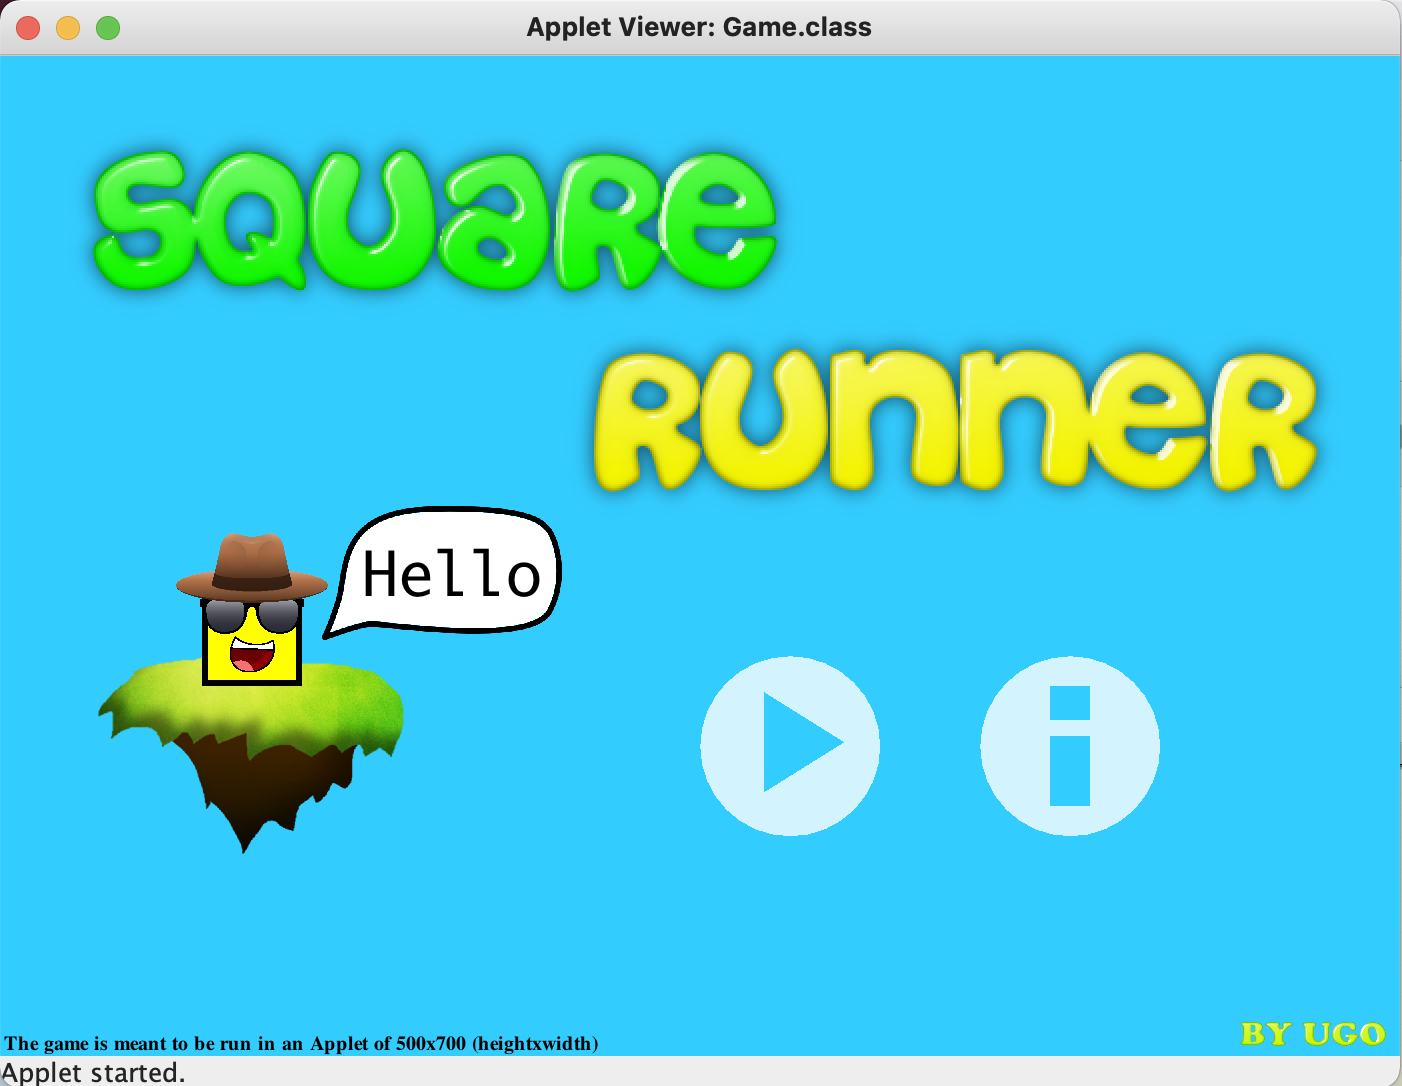 Applet Viewer: Game.class
SQUaRe
RUnneR
Hello
i
The game is meant to be run in an Applet of 500x700 (heightxwidth)
BY UGO
Applet started.